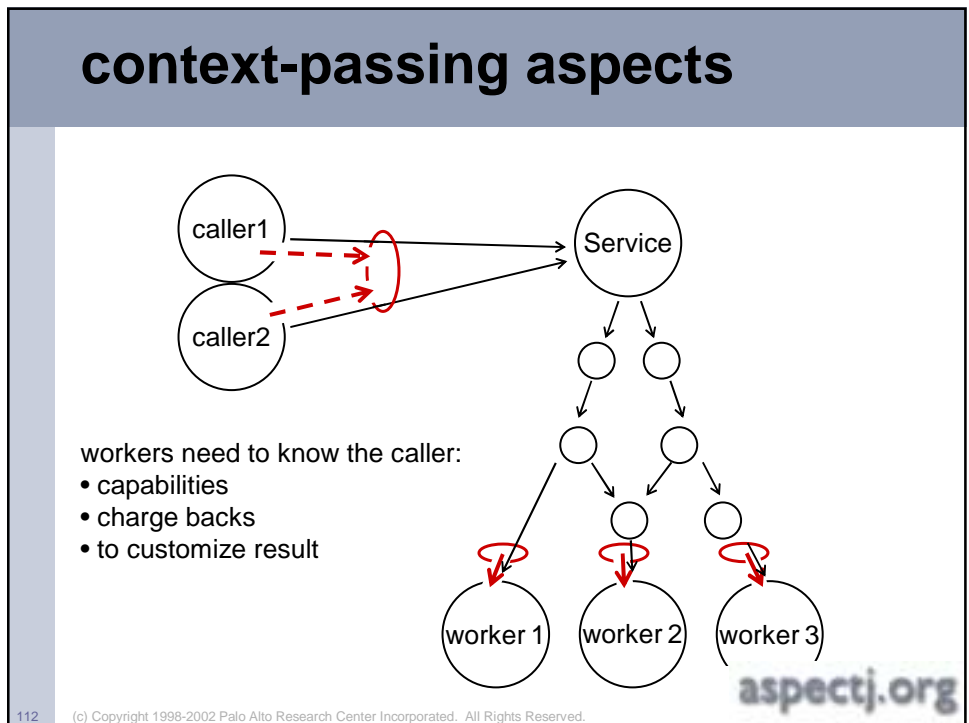 context-passing aspects
caller1
Service
caller2
workers need to know the caller:
• capabilities
• charge backs
• to customize result
worker 1
worker 2
worker 3
aspectj.org
112
(c) Copyright 1998-2002 Palo Alto Research Center Incorporated. All Rights Reserved.